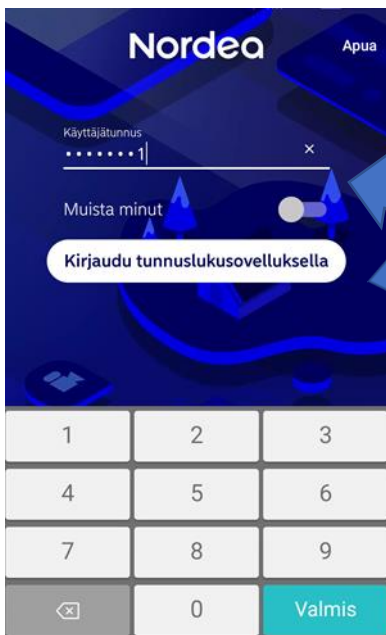 Nordea
Apua
Käyttäjätunnus
•••••••1
Muista minut
Kirjaudu tunnuslukusovelluksella
1 2 3
4 5 6
7 8 9
0 Valmis